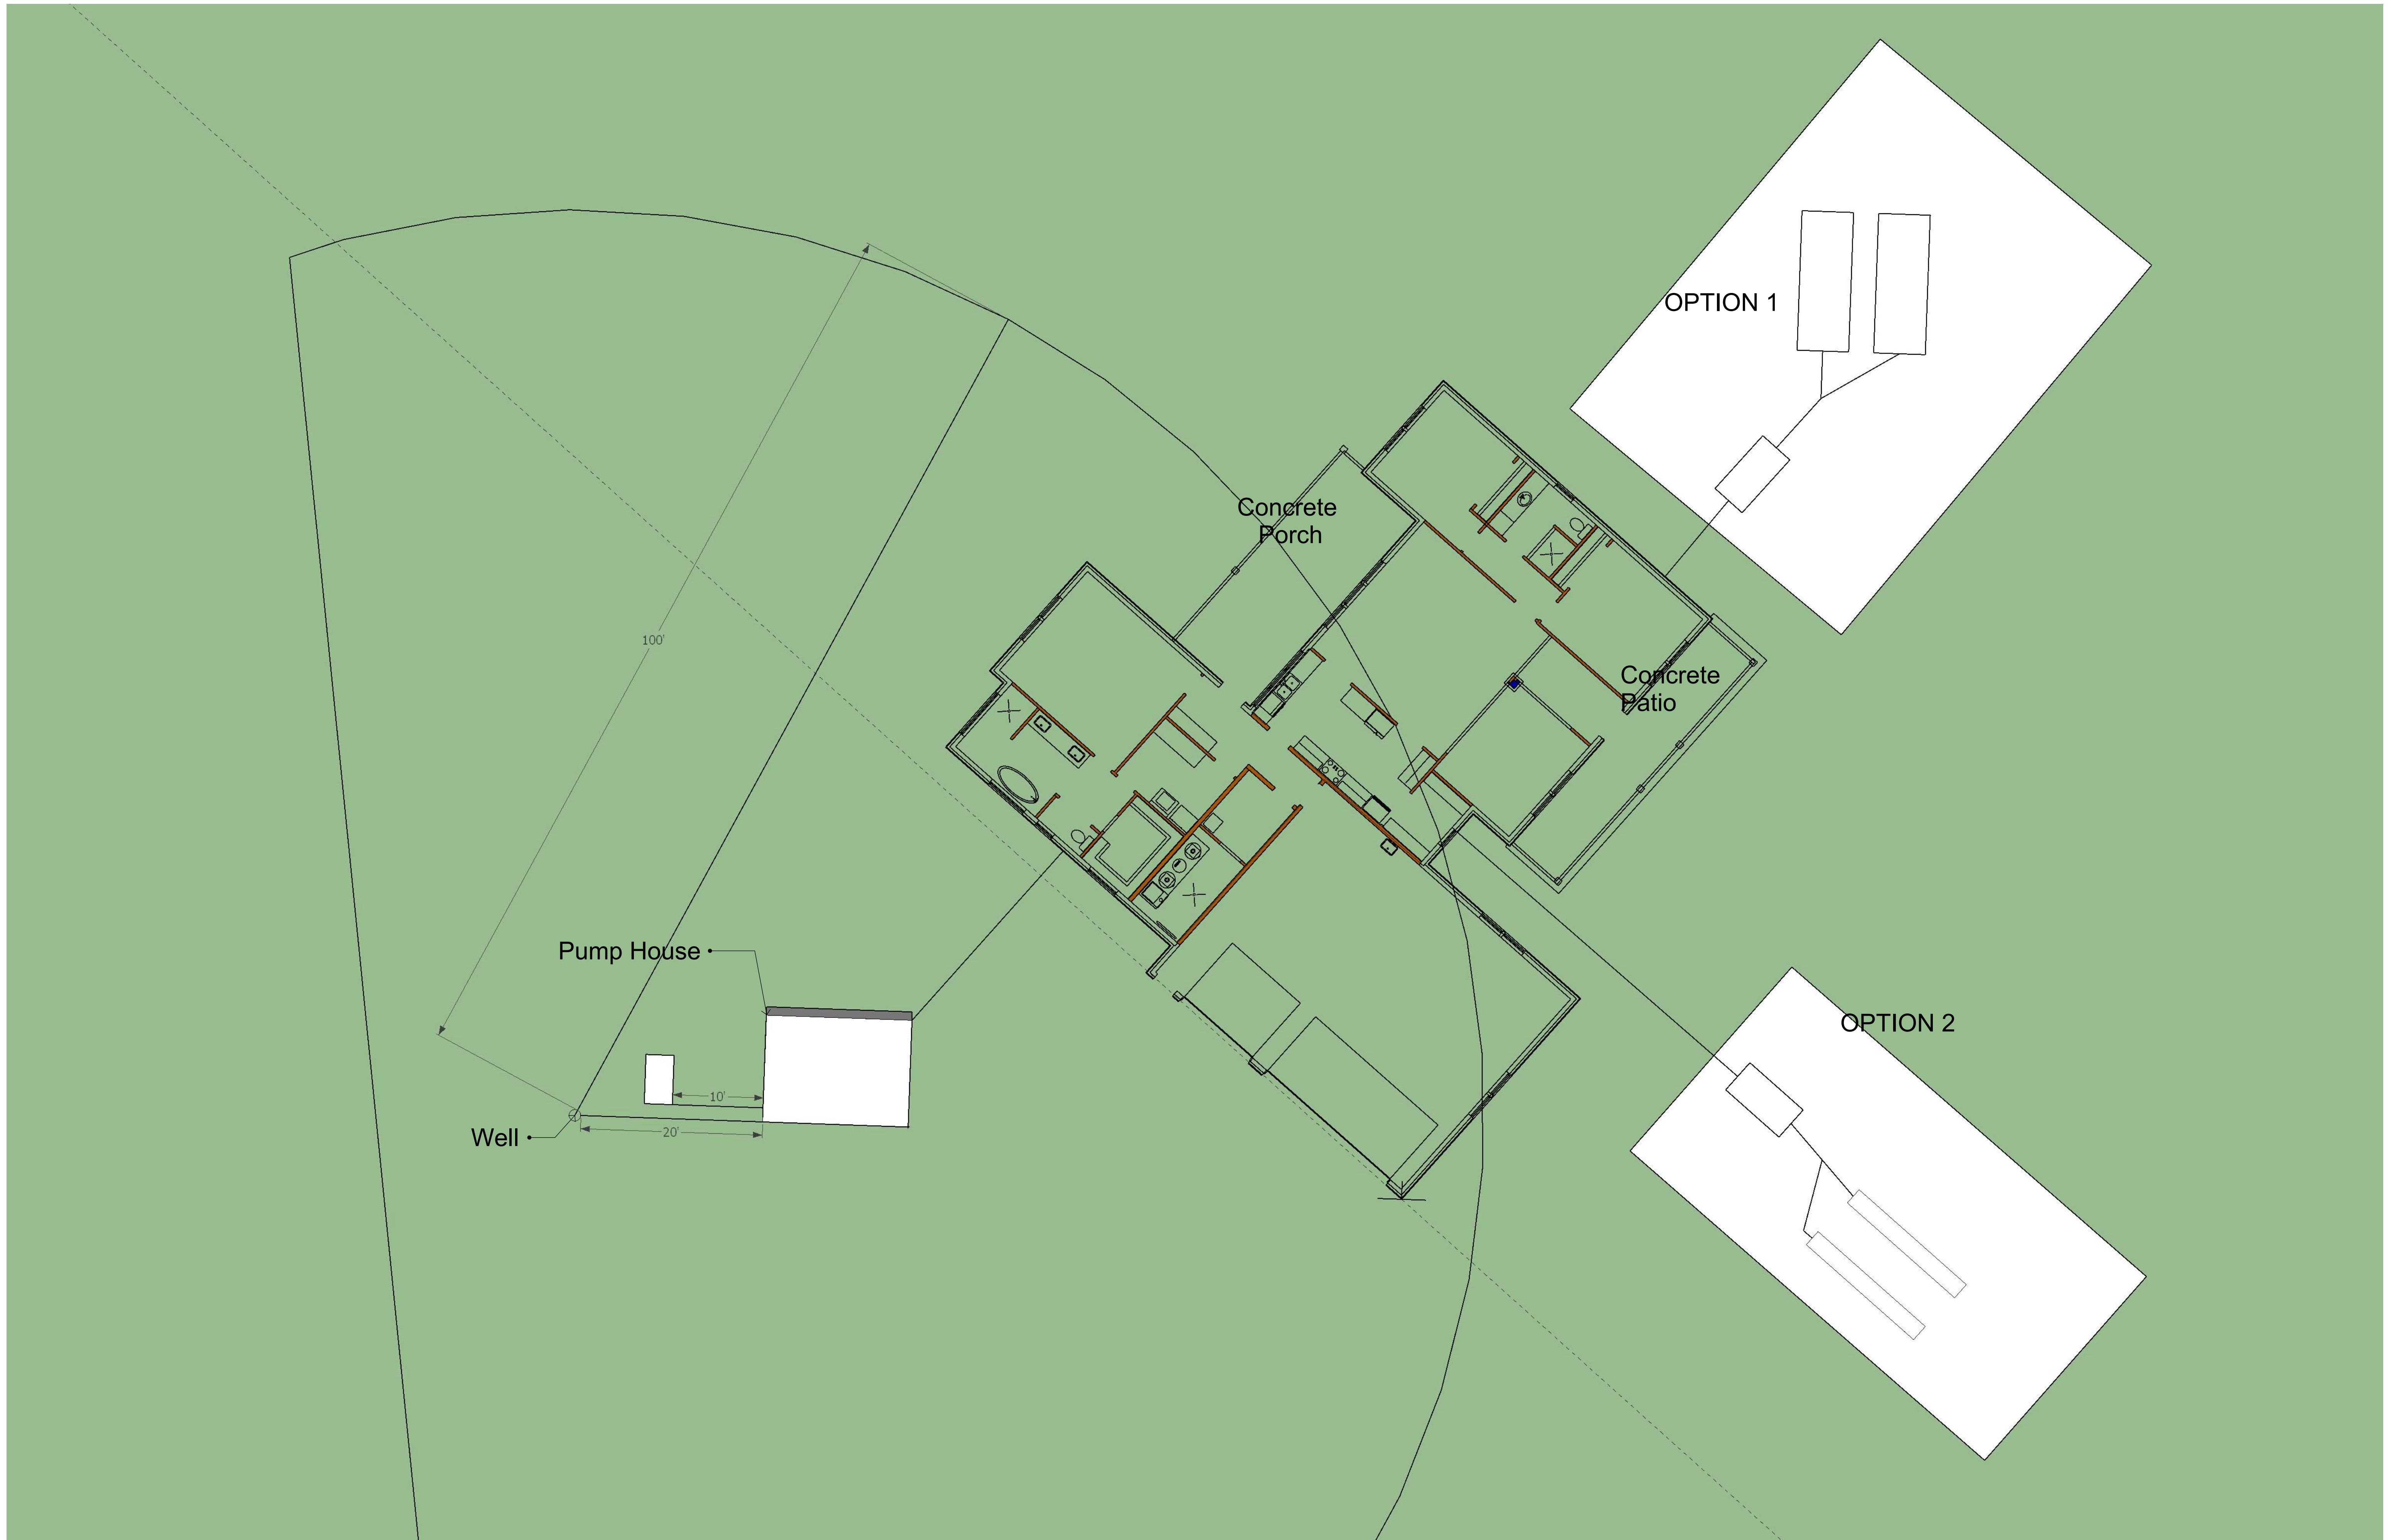 OPTION 1
Concrete
Porch
100'
Concrete
Patio
Pump House
OPTION 2
10'
20'
Well